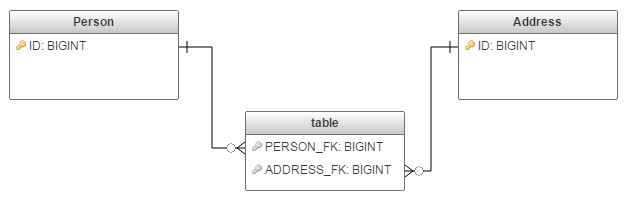 Person
ID: BIGINT
Address
ID: BIGINT
table
PERSON_FK: BIGINT
ADDRESS_FK: BIGINT